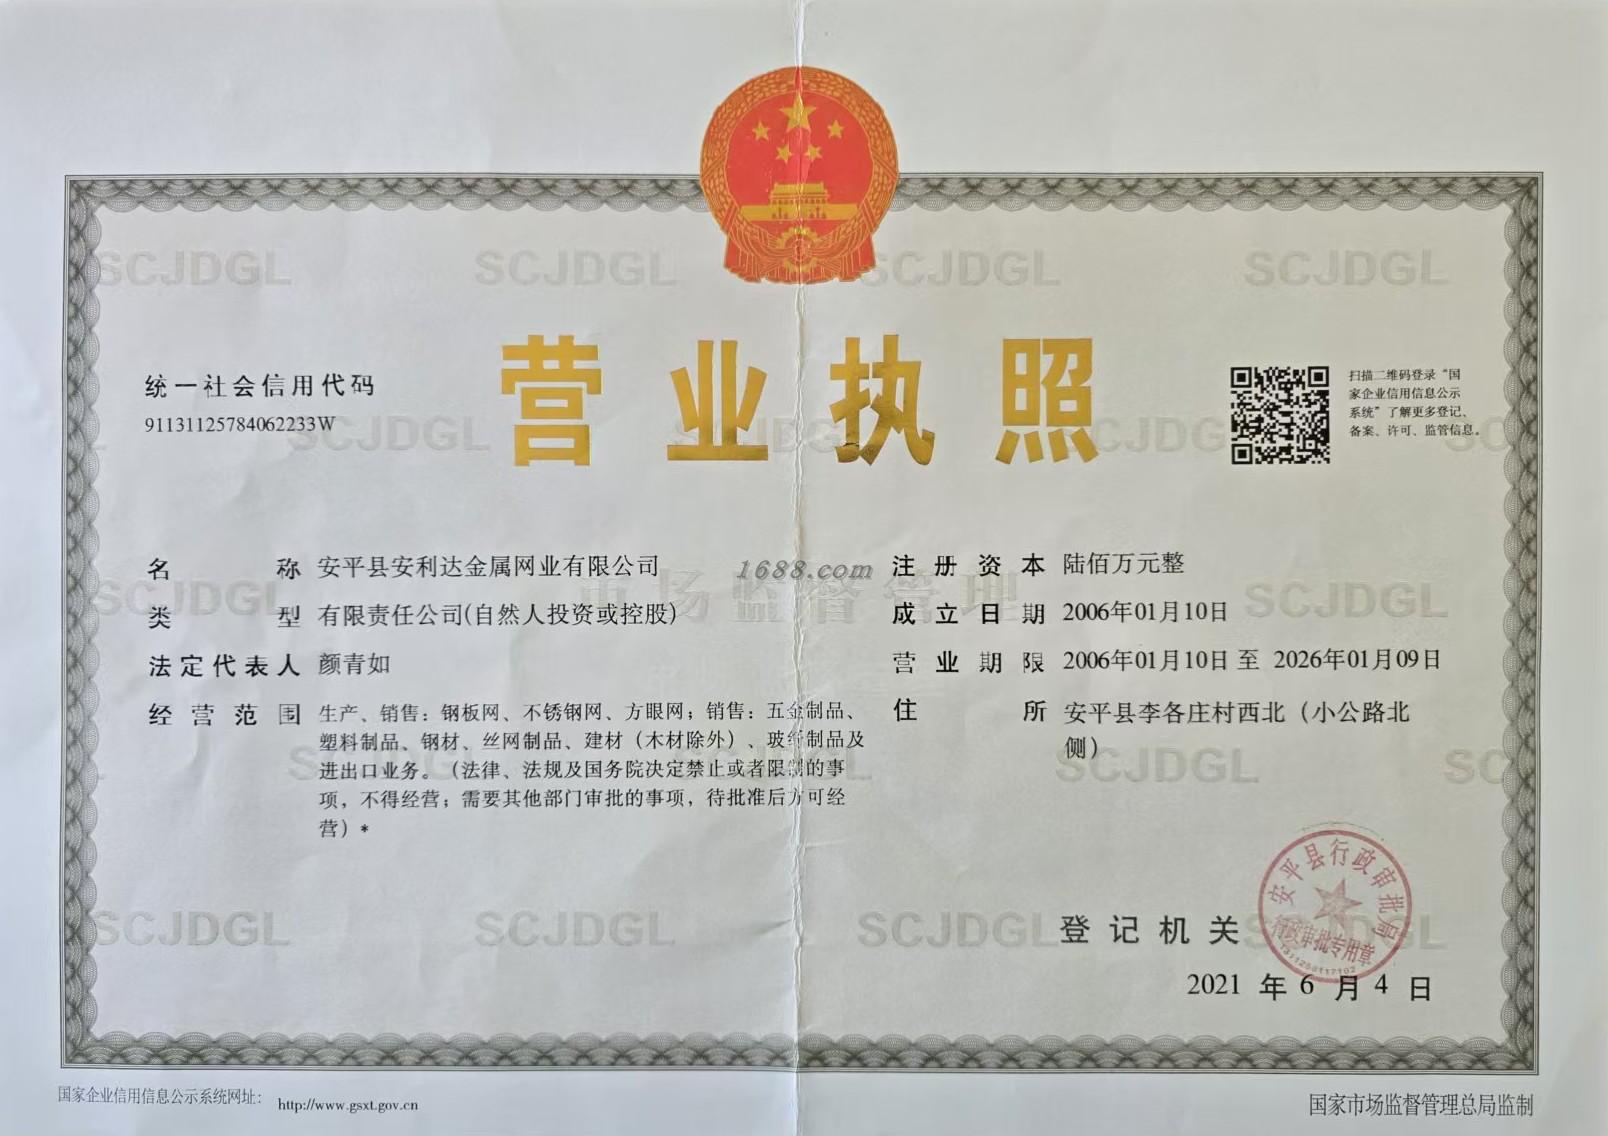 营业执照
统一社会信用代码
91131125784062233W
扫描二维码登录“国
家企业信用信息公示
系统”了解更多登记、
备案、许可、监管信息。
名称 安平县安利达金属网业有限公司
类型 有限责任公司(自然人投资或控股)
法定代表人 颜青如
经营范围 生产、销售：钢板网、不锈钢网、方眼网；销售：五金制品、
塑料制品、钢材、丝网制品、建材（木材除外）、玻纤制品及
进出口业务。（法律、法规及国务院决定禁止或者限制的事
项，不得经营；需要其他部门审批的事项，待批准后方可经
营）*
注册资本 陆佰万元整
成立日期 2006年01月10日
营业期限 2006年01月10日 至 2026年01月09日
住所 安平县李各庄村西北（小公路北
侧）
1688.com
市场监督管理
SCJDGL SCJDGL SCJDGL SCJDGL
登记机关
安平县行政审批局
行政审批专用章
2021 年 6 月 4 日
国家企业信用信息公示系统网址： http://www.gsxt.gov.cn
国家市场监督管理总局监制